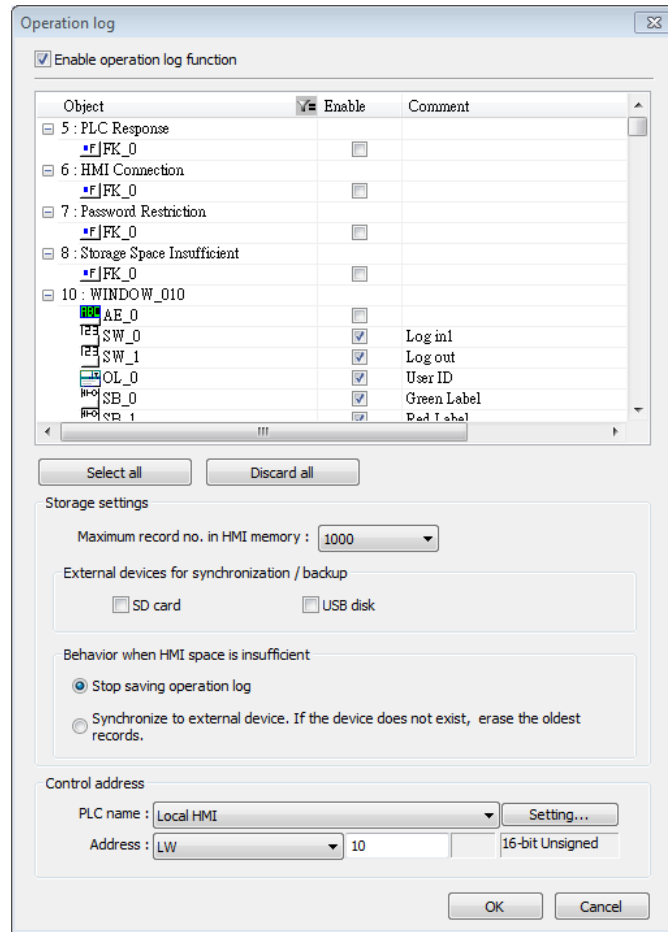 Operation log
Enable operation log function
Object Enable Comment
5 : PLC Response
FK_0
6 : HMI Connection
FK_0
7 : Password Restriction
FK_0
8 : Storage Space Insufficient
FK_0
10 : WINDOW_010
AE_0
SW_0 Log in1
SW_1 Log out
OL_0 User ID
SB_0 Green Label
SB_1 Red Label
Select all Discard all
Storage settings
Maximum record no. in HMI memory : 1000
External devices for synchronization / backup
SD card USB disk
Behavior when HMI space is insufficient
Stop saving operation log
Synchronize to external device. If the device does not exist, erase the oldest
records.
Control address
PLC name : Local HMI Setting...
Address : LW 10 16-bit Unsigned
OK Cancel